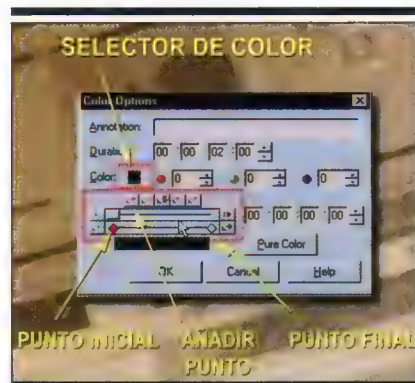 SELECTOR DE COLOR
Color Options
Annotation:
Duration: 00 :00 :02 :00
Color: 0 0 0
00 :00 :00 :00
Pure Color
OK Cancel Help
PUNTO INICIAL AÑADIR PUNTO FINAL
PUNTO